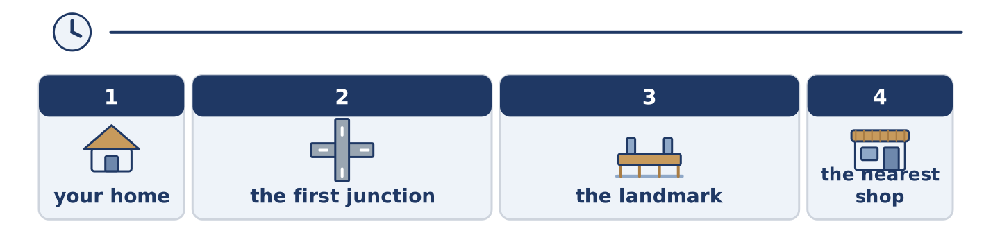 1
2
3
4
your home
the first junction
the landmark
the nearest
shop